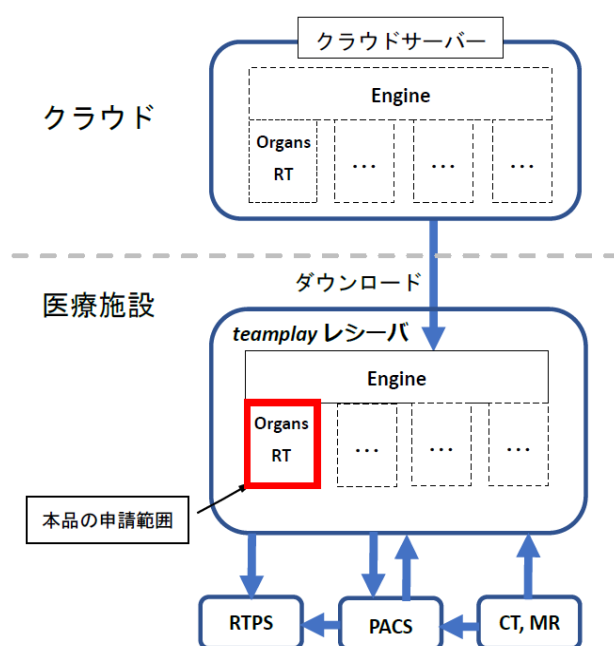 クラウドサーバー
クラウド
Engine
Organs
RT
...
...
...
ダウンロード
医療施設
teamplay レシーバ
Engine
Organs
RT
...
...
...
本品の申請範囲
RTPS
PACS
CT, MR